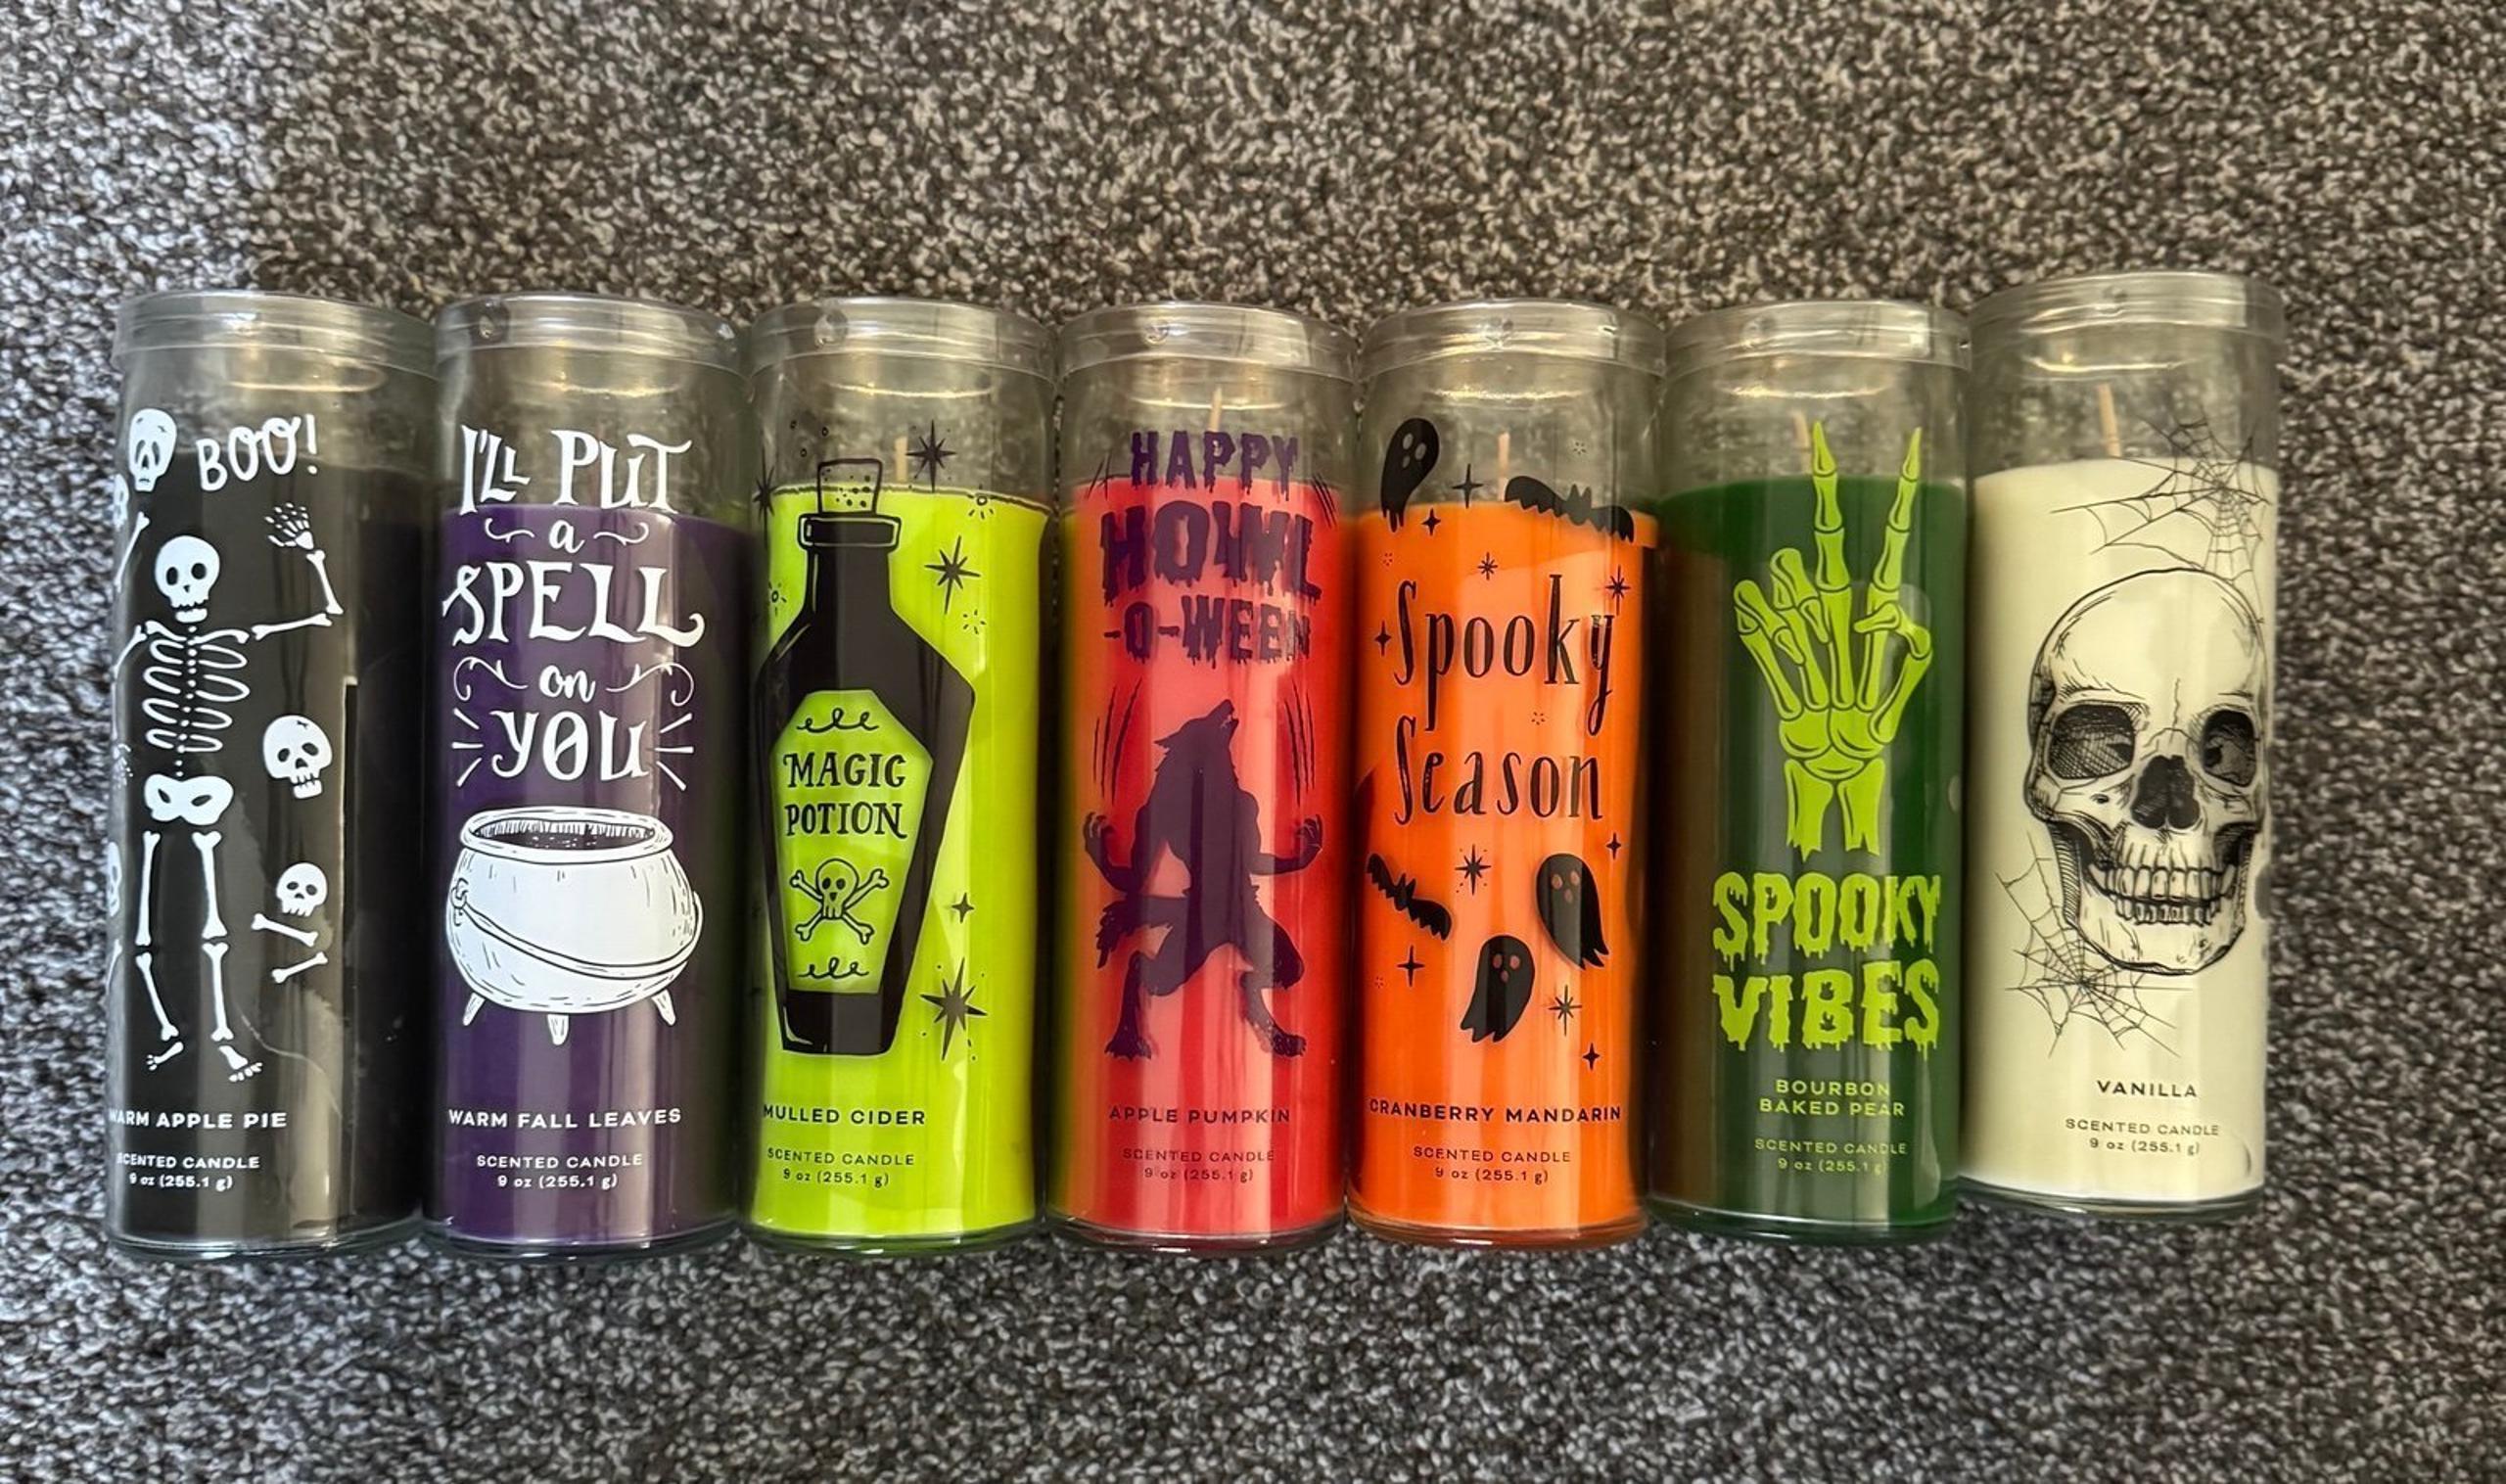 BOO!
WARM APPLE PIE
SCENTED CANDLE
9 oz (255.1 g)
I'LL PUT
a
SPELL
on
YOU
WARM FALL LEAVES
SCENTED CANDLE
9 oz (255.1 g)
MAGIC
POTION
MULLED CIDER
SCENTED CANDLE
9 oz (255.1 g)
HAPPY
HOWL
-O-WEEN
APPLE PUMPKIN
SCENTED CANDLE
9 oz (255.1 g)
Spooky
Season
CRANBERRY MANDARIN
SCENTED CANDLE
9 oz (255.1 g)
SPOOKY
VIBES
BOURBON
BAKED PEAR
SCENTED CANDLE
9 oz (255.1 g)
VANILLA
SCENTED CANDLE
9 oz (255.1 g)